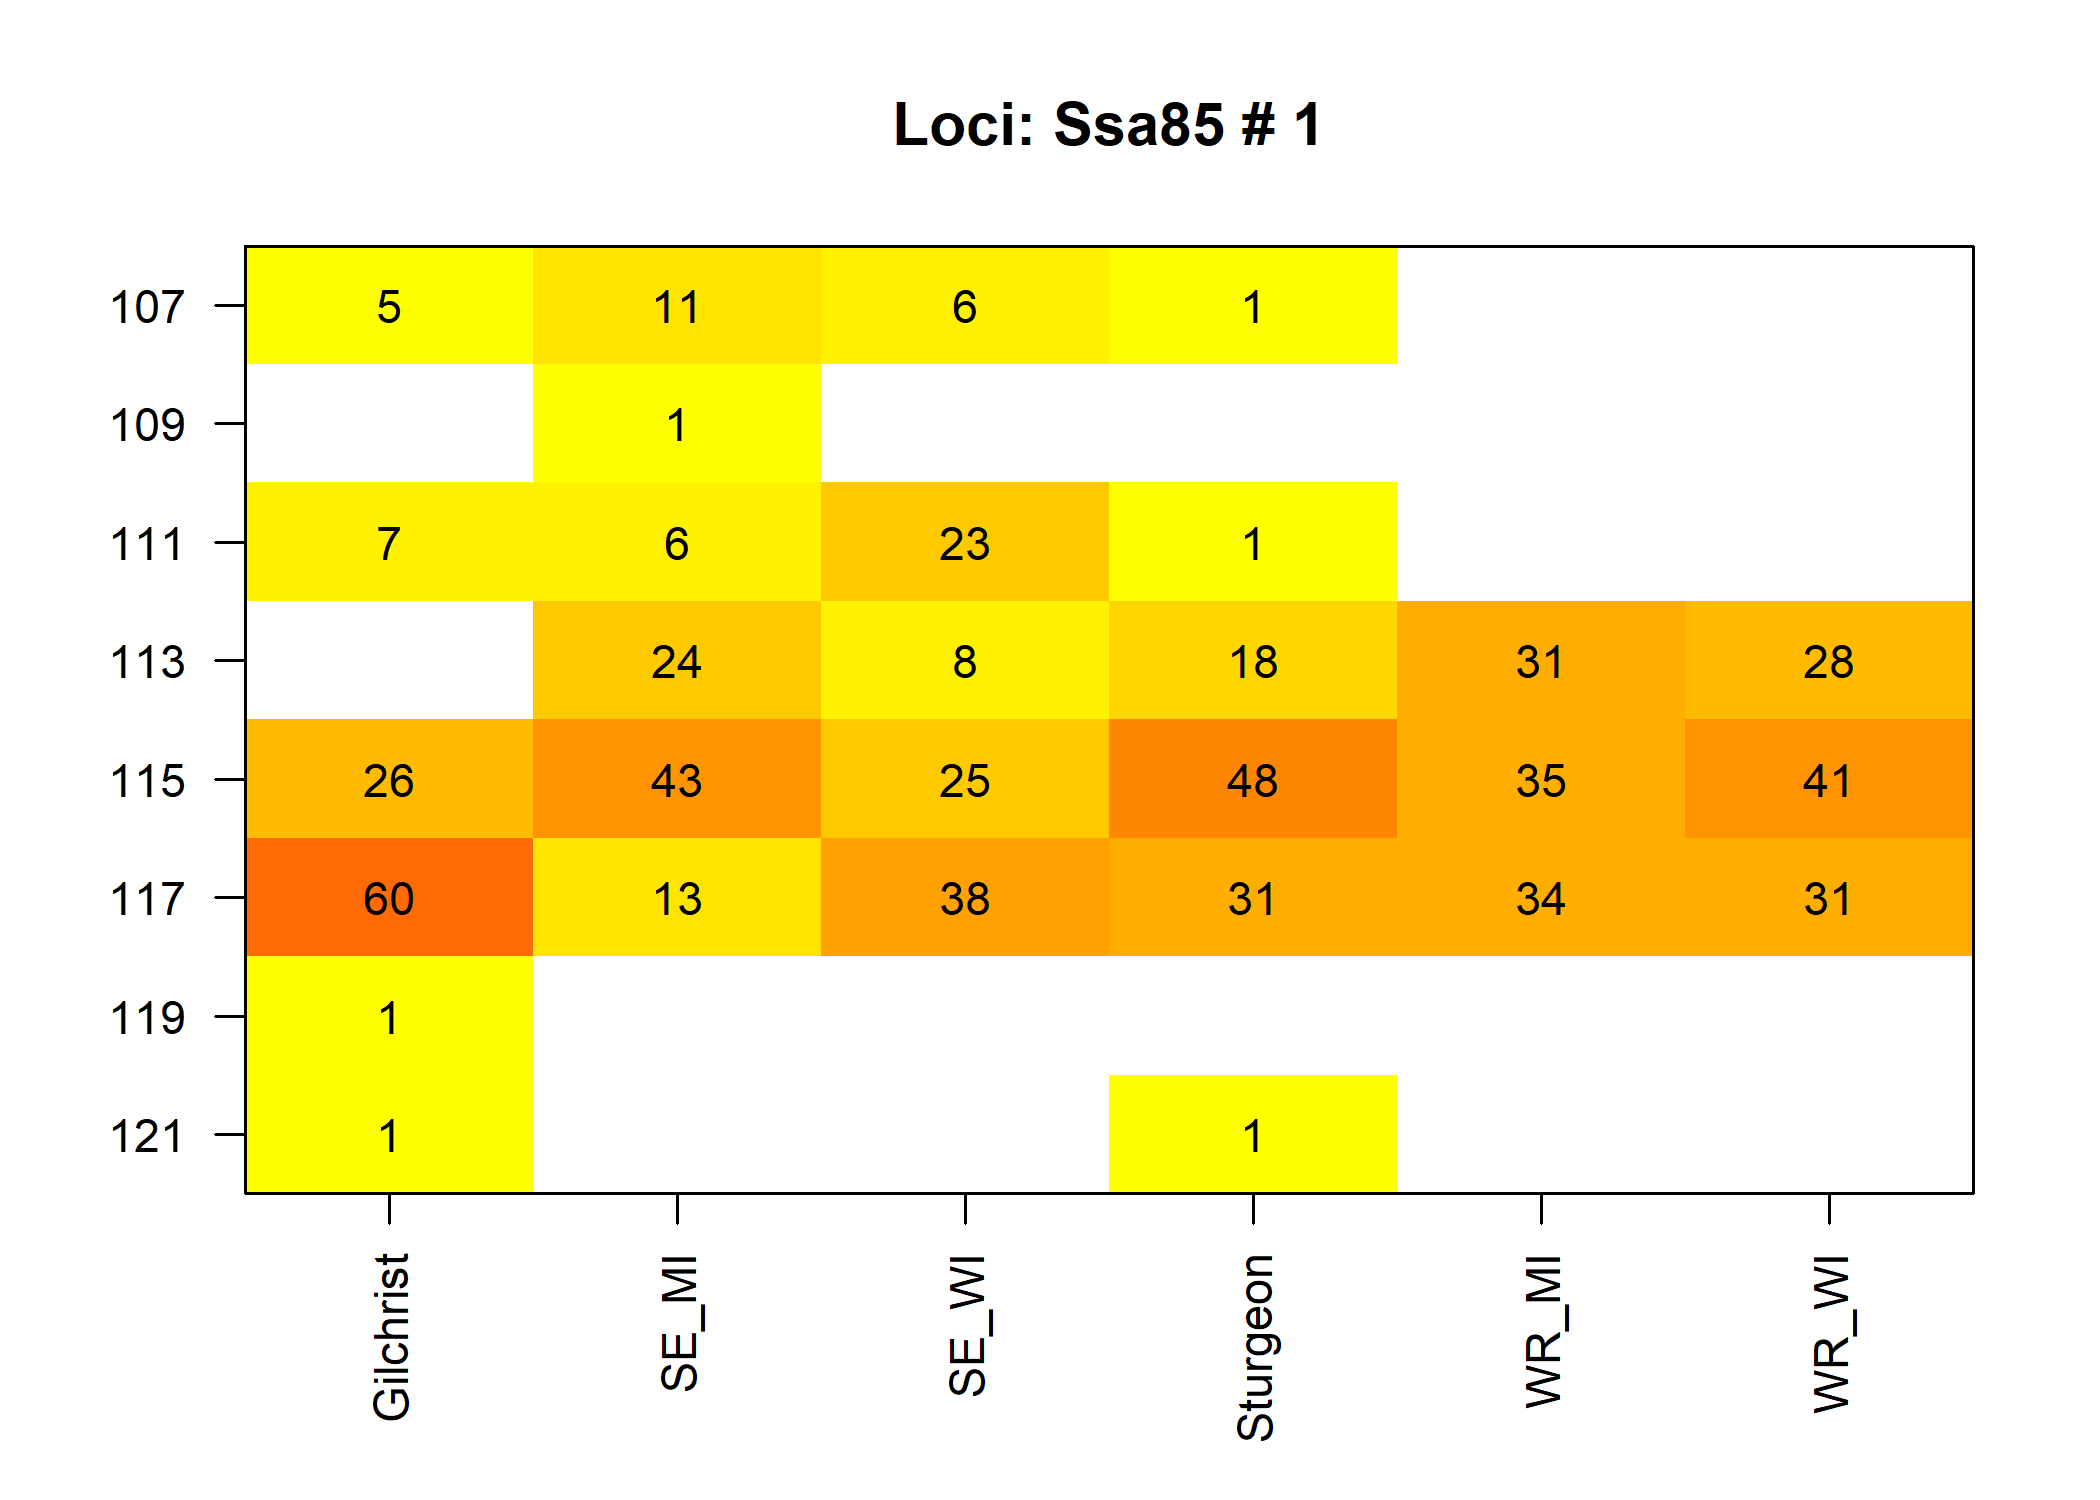 Loci: Ssa85 # 1
107 5 11 6 1
109 1
111 7 6 23 1
113 24 8 18 31 28
115 26 43 25 48 35 41
117 60 13 38 31 34 31
119 1
121 1 1
Gilchrist SE_MI SE_WI Sturgeon WR_MI WR_WI